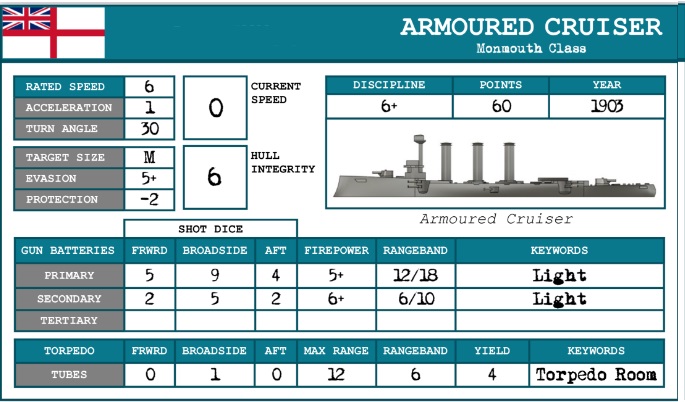 ARMOURED CRUISER
Monmouth Class
RATED SPEED 6
ACCELERATION 1
TURN ANGLE 30
0 CURRENT SPEED
TARGET SIZE M
EVASION 5+
PROTECTION -2
6 HULL INTEGRITY
DISCIPLINE POINTS YEAR
6+ 60 1903
Armoured Cruiser
SHOT DICE
GUN BATTERIES FRWRD BROADSIDE AFT FIREPOWER RANGEBAND KEYWORDS
PRIMARY 5 9 4 5+ 12/18 Light
SECONDARY 2 5 2 6+ 6/10 Light
TERTIARY
TORPEDO FRWRD BROADSIDE AFT MAX RANGE RANGEBAND YIELD KEYWORDS
TUBES 0 1 0 12 6 4 Torpedo Room